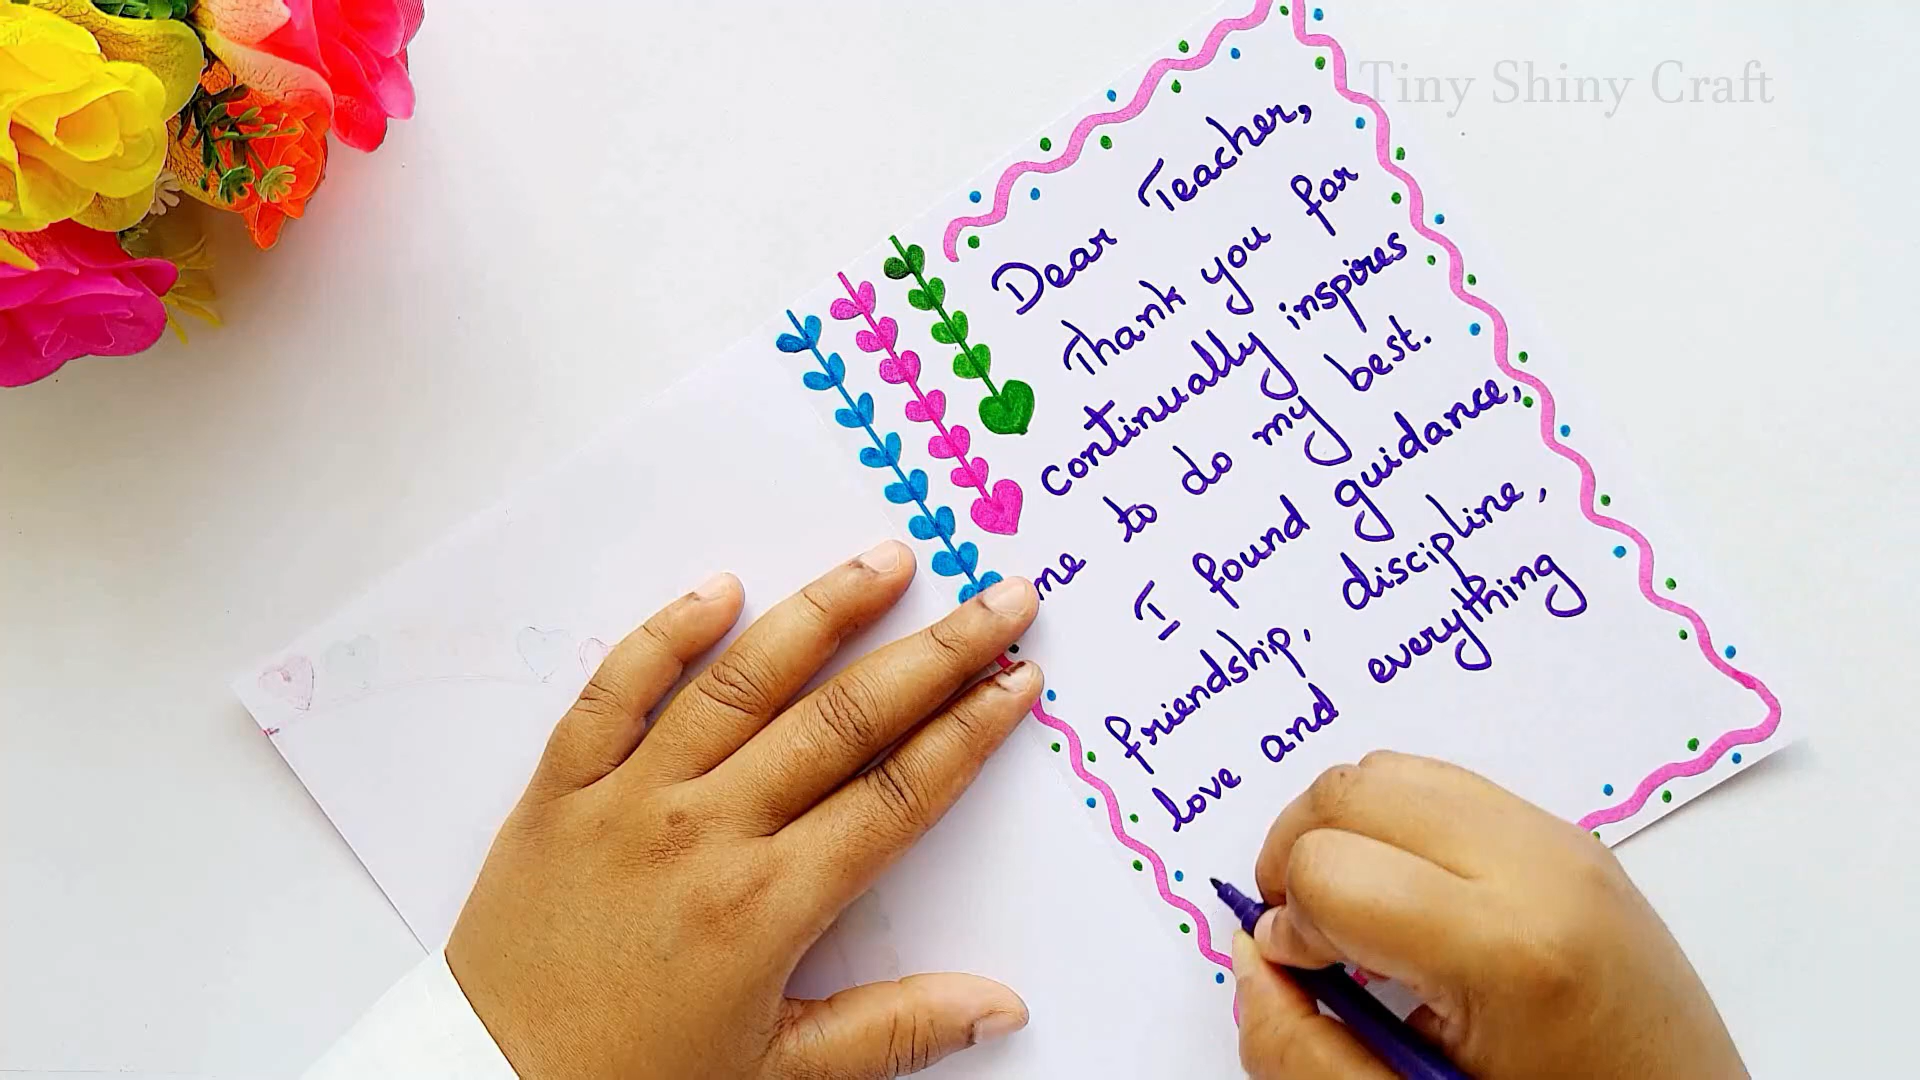 Tiny Shiny Craft
Dear Teacher,
Thank you for
continually inspires
me to do my best.
I found guidance,
friendship, discipline,
love and everything